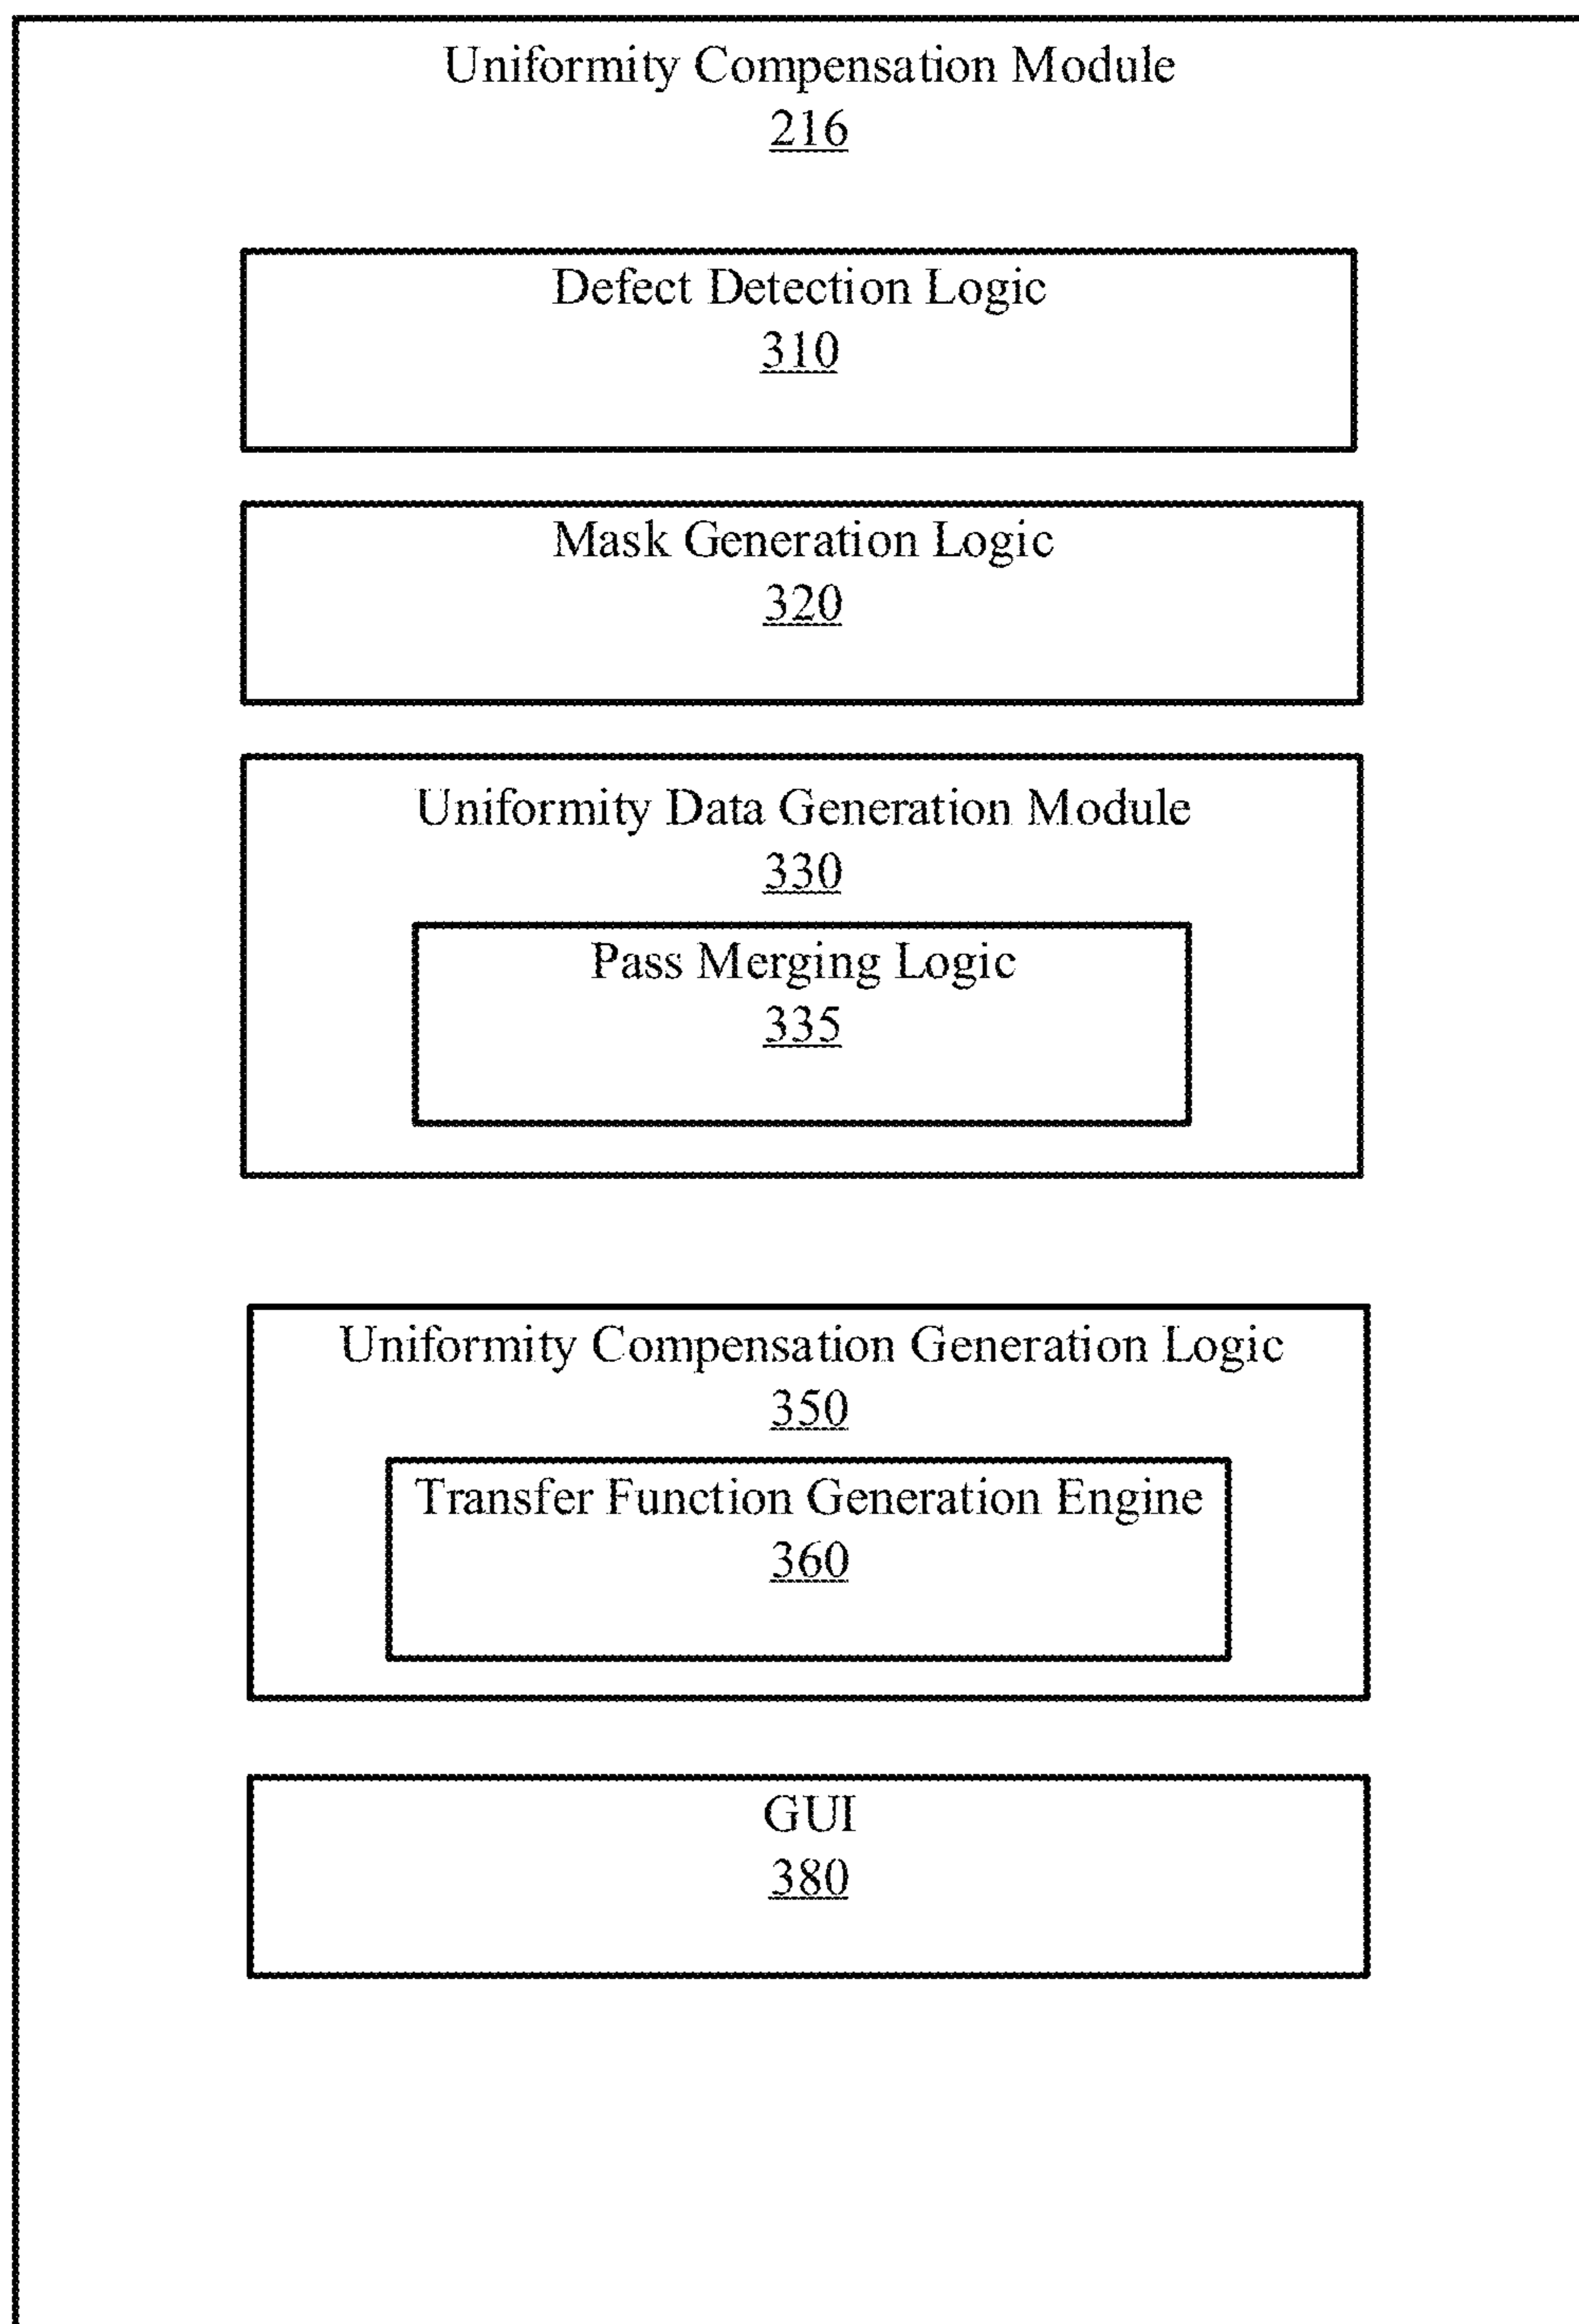 Uniformity Compensation Module
216
Defect Detection Logic
310
Mask Generation Logic
320
Uniformity Data Generation Module
330
Pass Merging Logic
335
Uniformity Compensation Generation Logic
350
Transfer Function Generation Engine
360
GUI
380